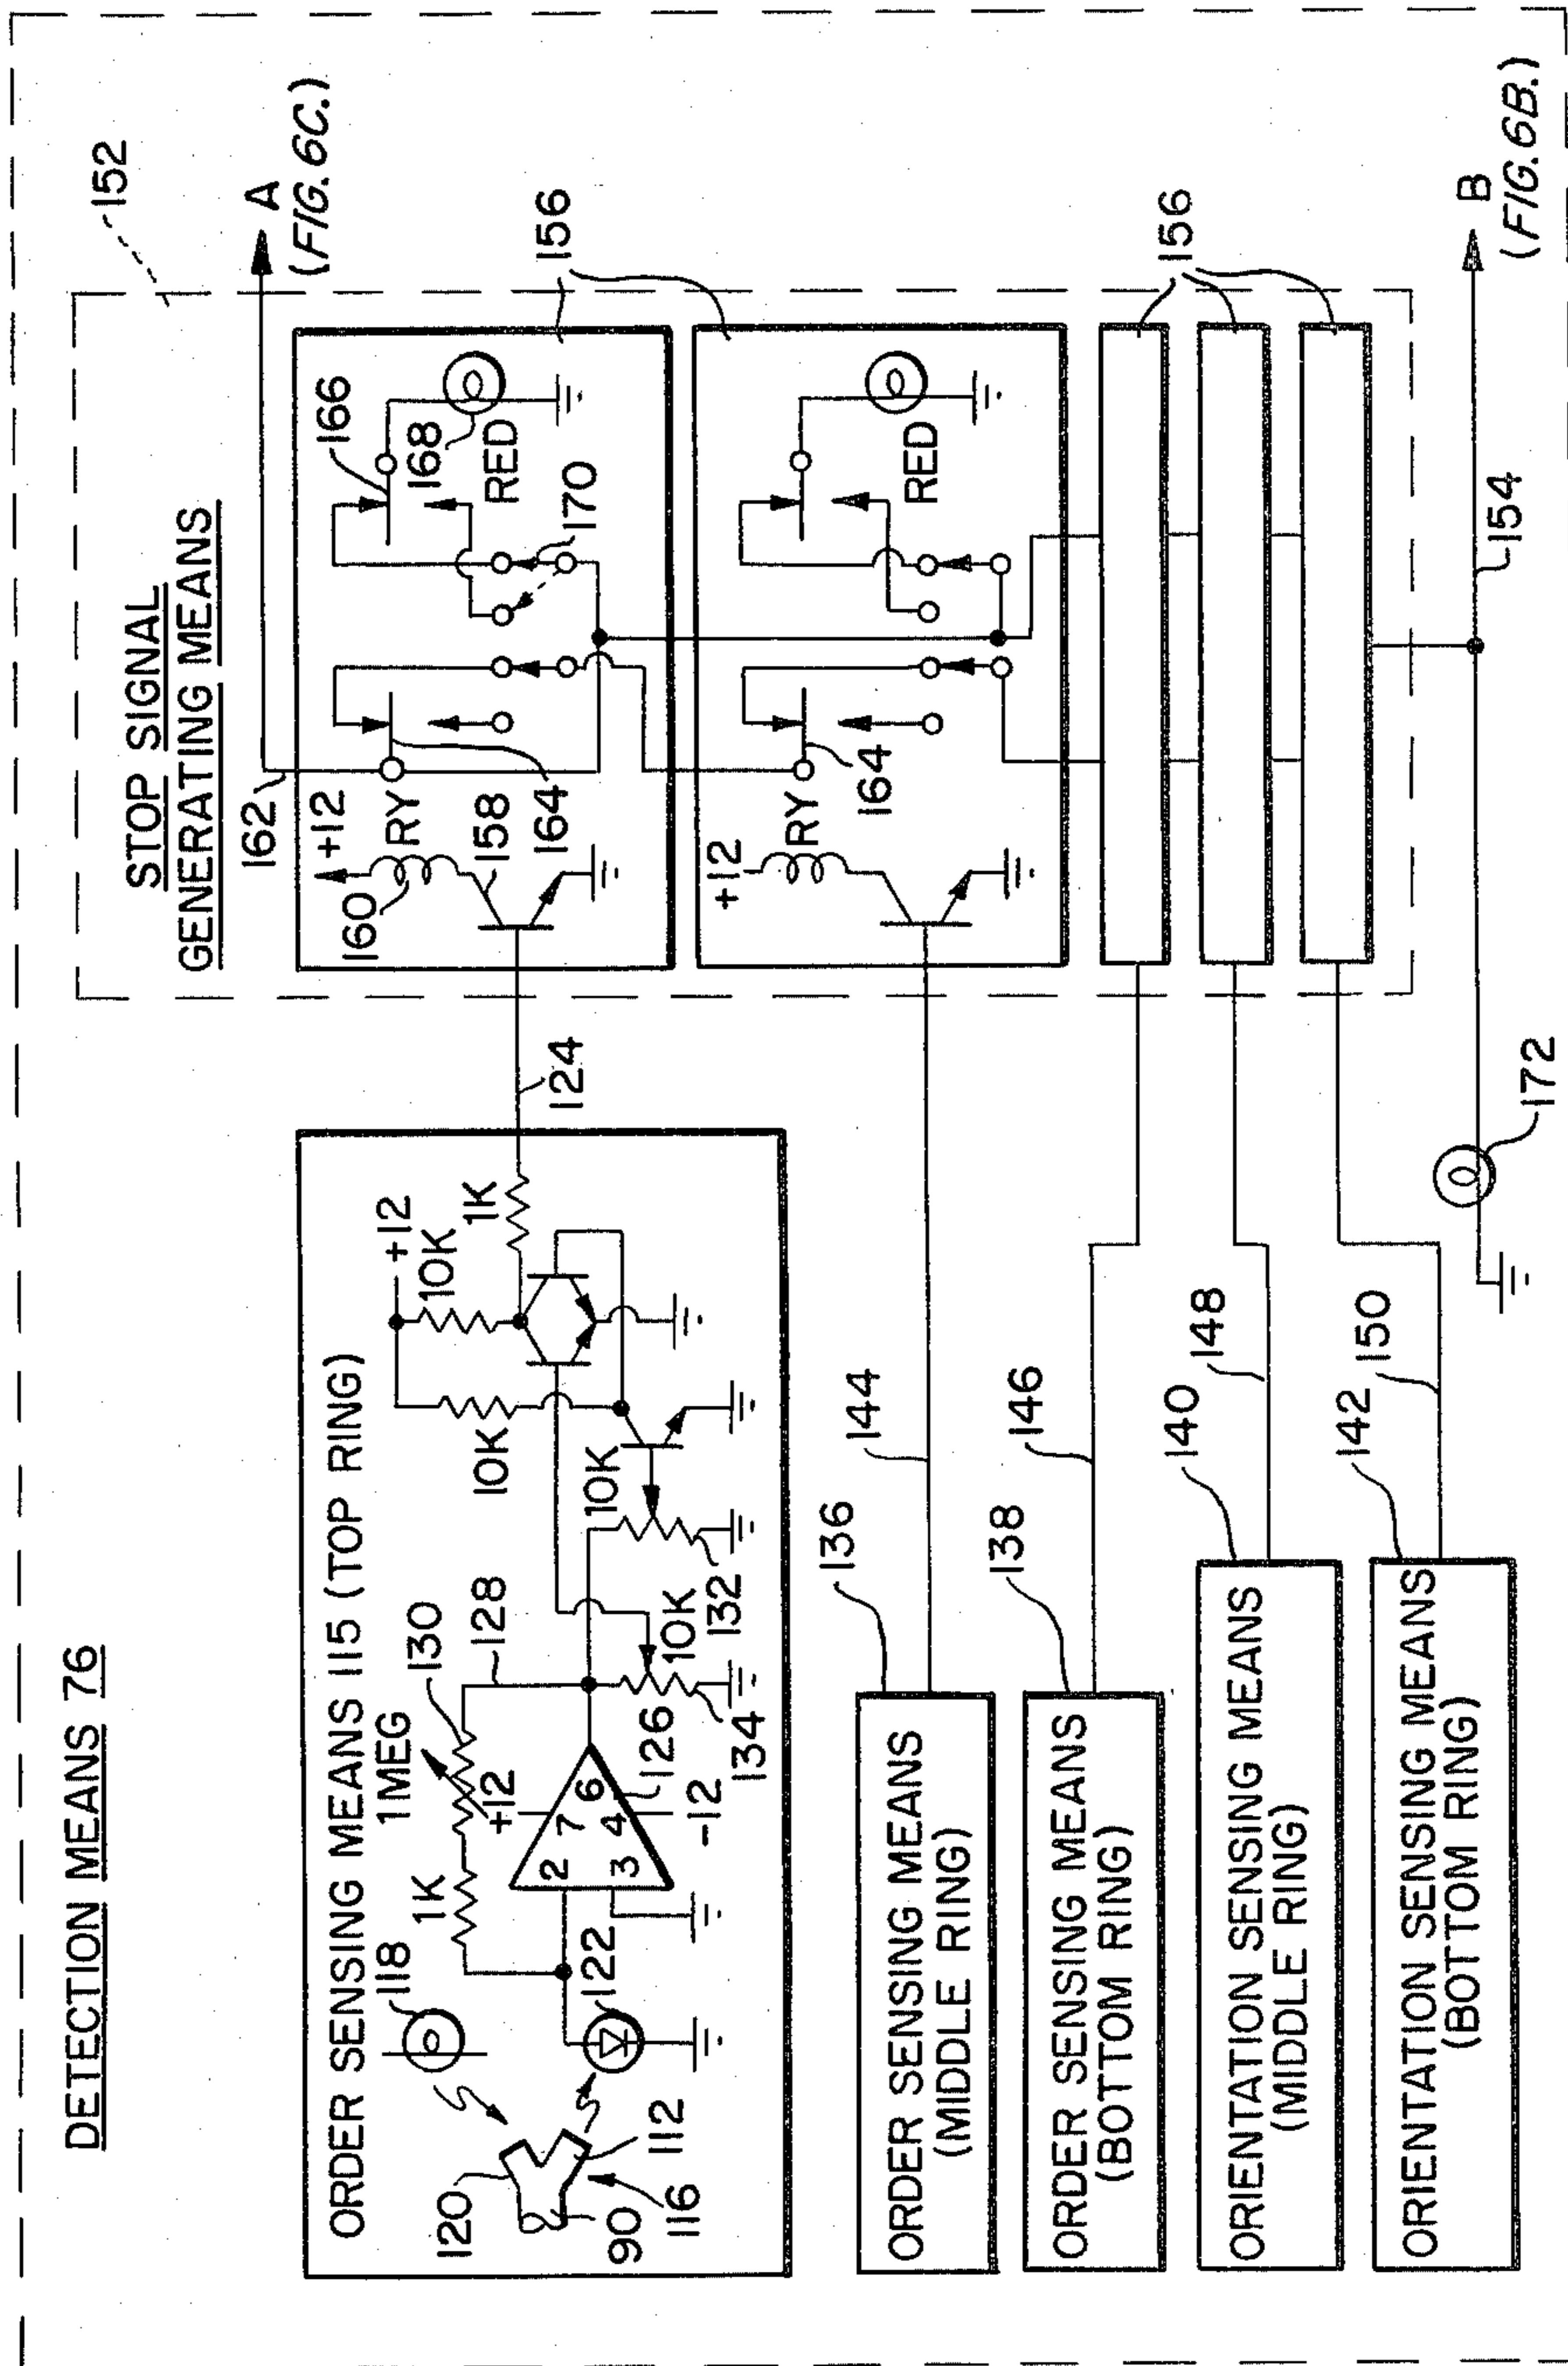 DETECTION MEANS 76
STOP SIGNAL
GENERATING MEANS
152
A
(FIG.6C.)
ORDER SENSING MEANS 115 (TOP RING)
120
90
116
112
118
122
1K
1 MEG
130
128
+12
2
3
7
6
4
126
-12
134
10K
132
10K
10K
+12
10K
1K
124
162
+12
160
RY
158
164
166
168
RED
170
156
+12
RY
164
RED
156
ORDER SENSING MEANS
(MIDDLE RING)
136
144
ORDER SENSING MEANS
(BOTTOM RING)
138
146
ORIENTATION SENSING MEANS
(MIDDLE RING)
140
148
ORIENTATION SENSING MEANS
(BOTTOM RING)
142
150
172
154
B
(FIG.6B.)